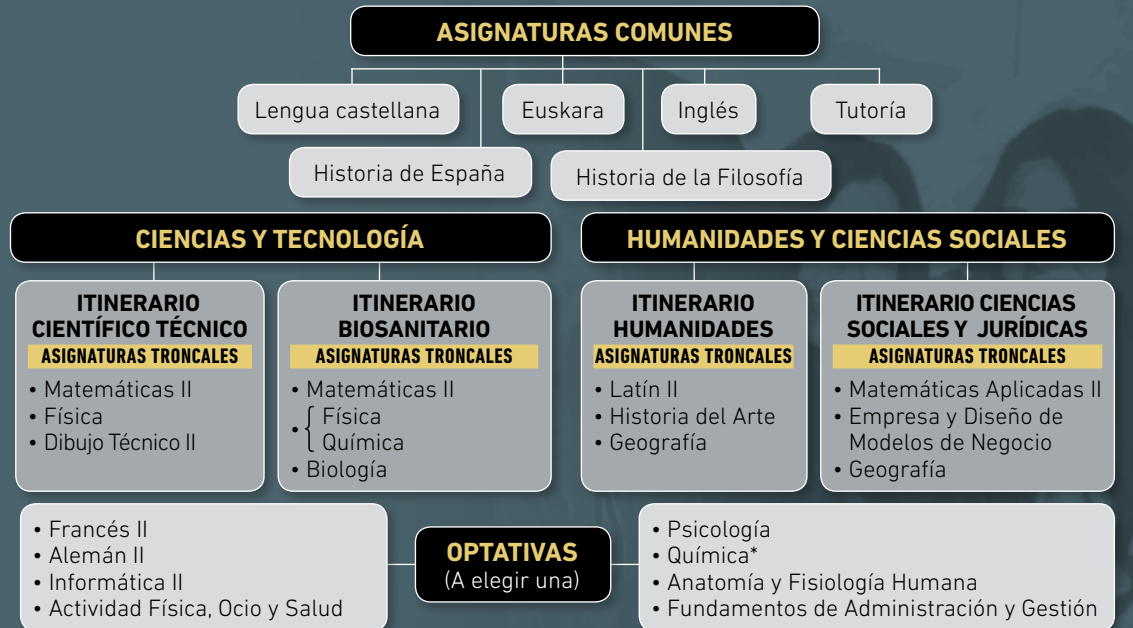 ASIGNATURAS COMUNES
Lengua castellana
Euskara
Inglés
Tutoría
Historia de España
Historia de la Filosofía
CIENCIAS Y TECNOLOGÍA
ITINERARIO
CIENTÍFICO TÉCNICO
ASIGNATURAS TRONCALES
• Matemáticas II
• Física
• Dibujo Técnico II
ITINERARIO
BIOSANITARIO
ASIGNATURAS TRONCALES
• Matemáticas II
• { Física
Química
• Biología
HUMANIDADES Y CIENCIAS SOCIALES
ITINERARIO
HUMANIDADES
ASIGNATURAS TRONCALES
• Latín II
• Historia del Arte
• Geografía
ITINERARIO CIENCIAS
SOCIALES Y JURÍDICAS
ASIGNATURAS TRONCALES
• Matemáticas Aplicadas II
• Empresa y Diseño de
Modelos de Negocio
• Geografía
• Francés II
• Alemán II
• Informática II
• Actividad Física, Ocio y Salud
OPTATIVAS
(A elegir una)
• Psicología
• Química*
• Anatomía y Fisiología Humana
• Fundamentos de Administración y Gestión